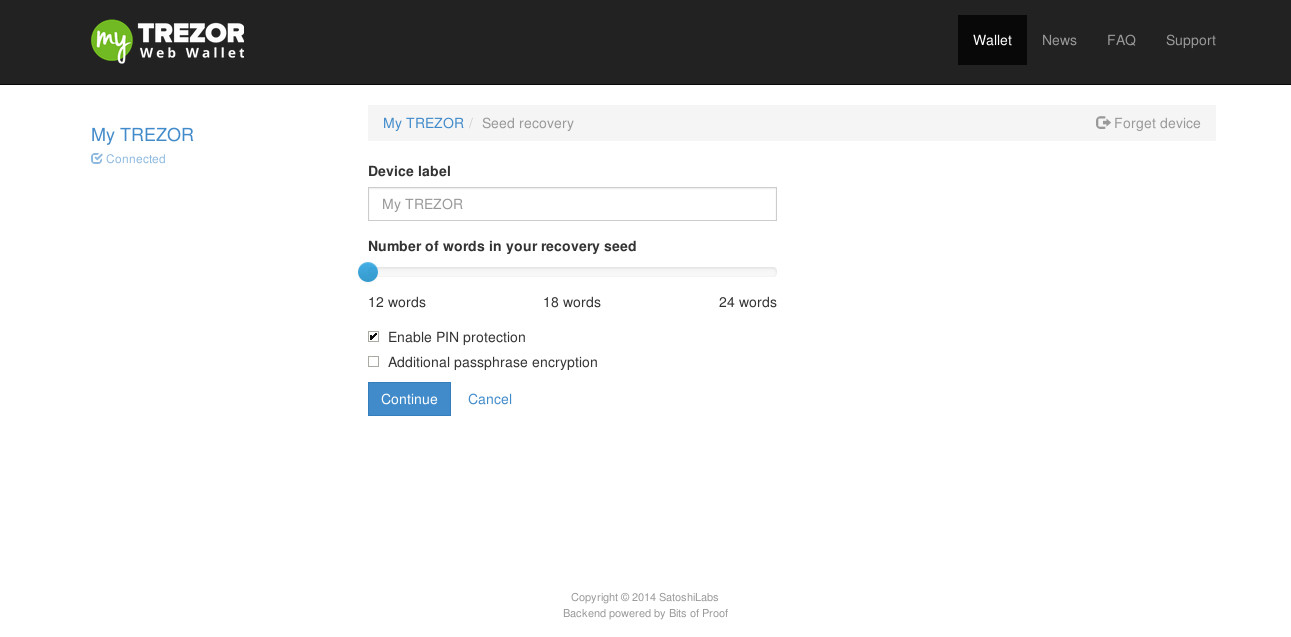 my TREZOR
Web Wallet
Wallet News FAQ Support
My TREZOR
Connected
My TREZOR / Seed recovery
Forget device
Device label
My TREZOR
Number of words in your recovery seed
12 words 18 words 24 words
Enable PIN protection
Additional passphrase encryption
Continue Cancel
Copyright © 2014 SatoshiLabs
Backend powered by Bits of Proof